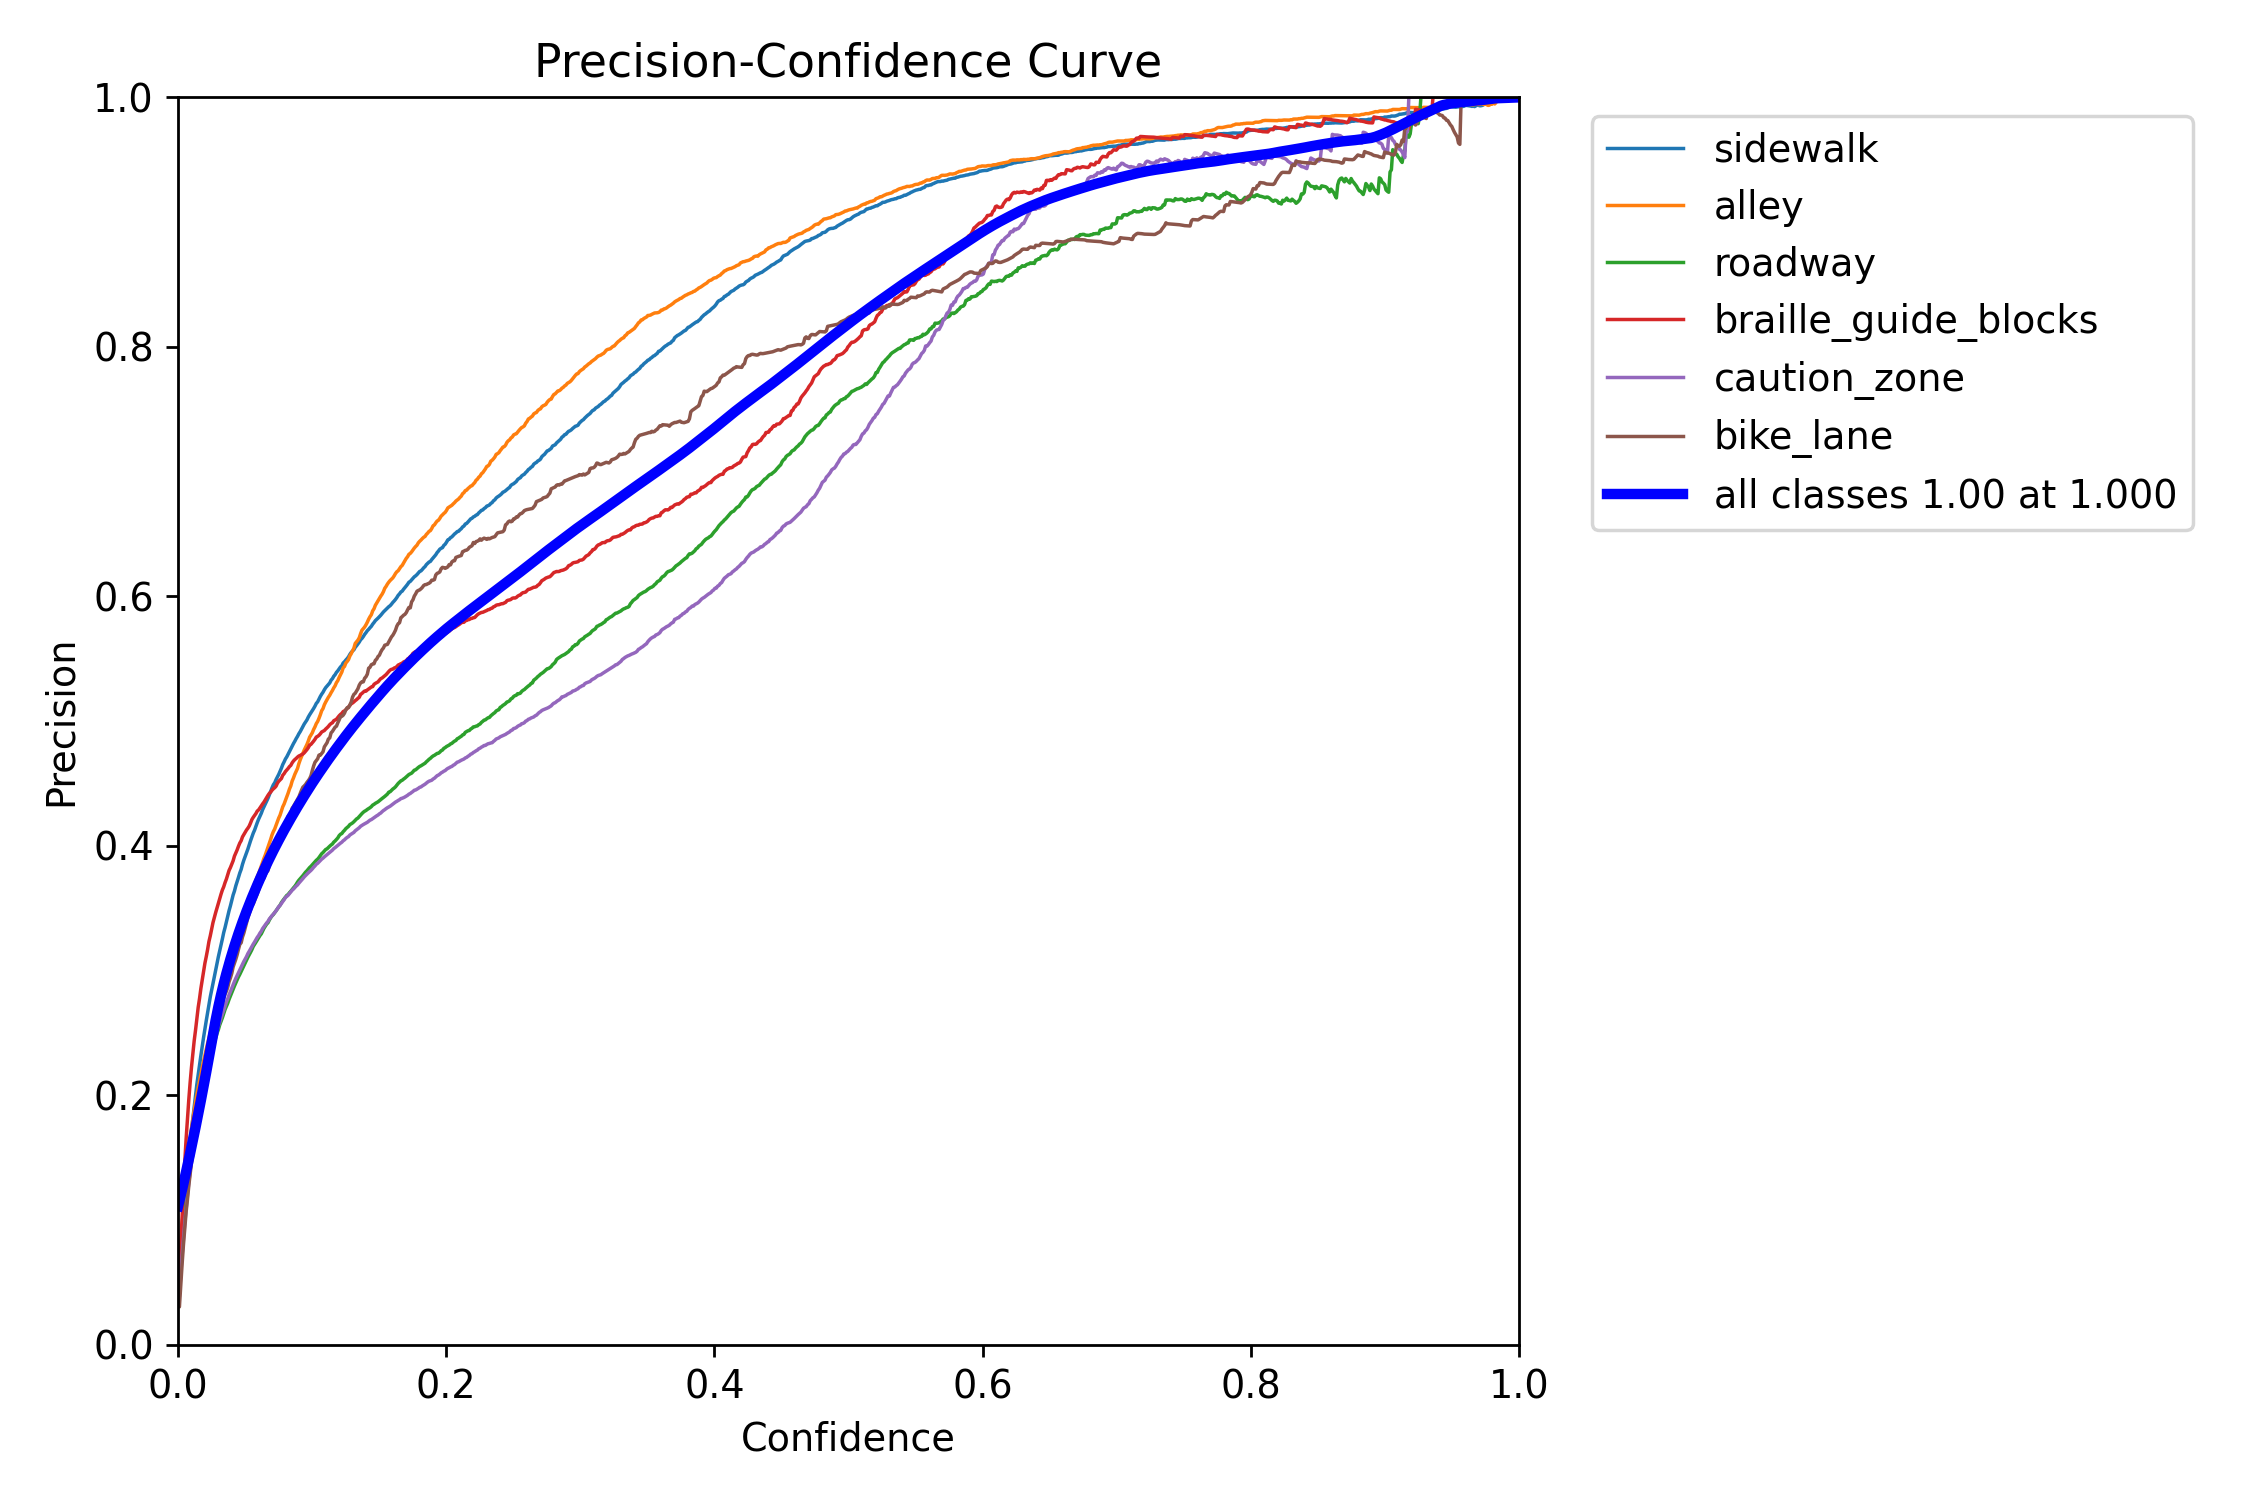 Precision-Confidence Curve
1.0
0.8
0.6
0.4
0.2
0.0
Precision
0.0 0.2 0.4 0.6 0.8 1.0
Confidence
sidewalk
alley
roadway
braille_guide_blocks
caution_zone
bike_lane
all classes 1.00 at 1.000